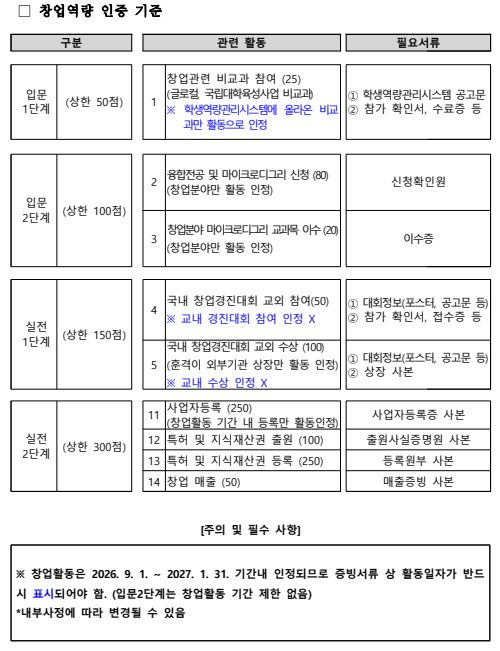 □ 창업역량 인증 기준
구분 관련 활동 필요서류
입문
1단계
(상한 50점)
1
창업관련 비교과 참여 (25)
(글로컬, 국립대학육성사업 비교과)
※ 학생역량관리시스템에 올라온 비교
과만 활동으로 인정
① 학생역량관리시스템 공고문
② 참가 확인서, 수료증 등
입문
2단계
(상한 100점)
2
융합전공 및 마이크로디그리 신청 (80)
(창업분야만 활동 인정)
신청확인원
3
창업분야 마이크로디그리 교과목 이수 (20)
(창업분야만 활동 인정)
이수증
실전
1단계
(상한 150점)
4
국내 창업경진대회 교외 참여(50)
※ 교내 경진대회 참여 인정 X
① 대회정보(포스터, 공고문 등)
② 참가 확인서, 접수증 등
5
국내 창업경진대회 교외 수상 (100)
(훈격이 외부기관 상장만 활동 인정)
※ 교내 수상 인정 X
① 대회정보(포스터, 공고문 등)
② 상장 사본
실전
2단계
(상한 300점)
11
사업자등록 (250)
(창업활동 기간 내 등록만 활동인정)
사업자등록증 사본
12 특허 및 지식재산권 출원 (100) 출원사실증명원 사본
13 특허 및 지식재산권 등록 (250) 등록원부 사본
14 창업 매출 (50) 매출증빙 사본
[주의 및 필수 사항]
※ 창업활동은 2026. 9. 1. ~ 2027. 1. 31. 기간내 인정되므로 증빙서류 상 활동일자가 반드
시 표시되어야 함. (입문2단계는 창업활동 기간 제한 없음)
*내부사정에 따라 변경될 수 있음